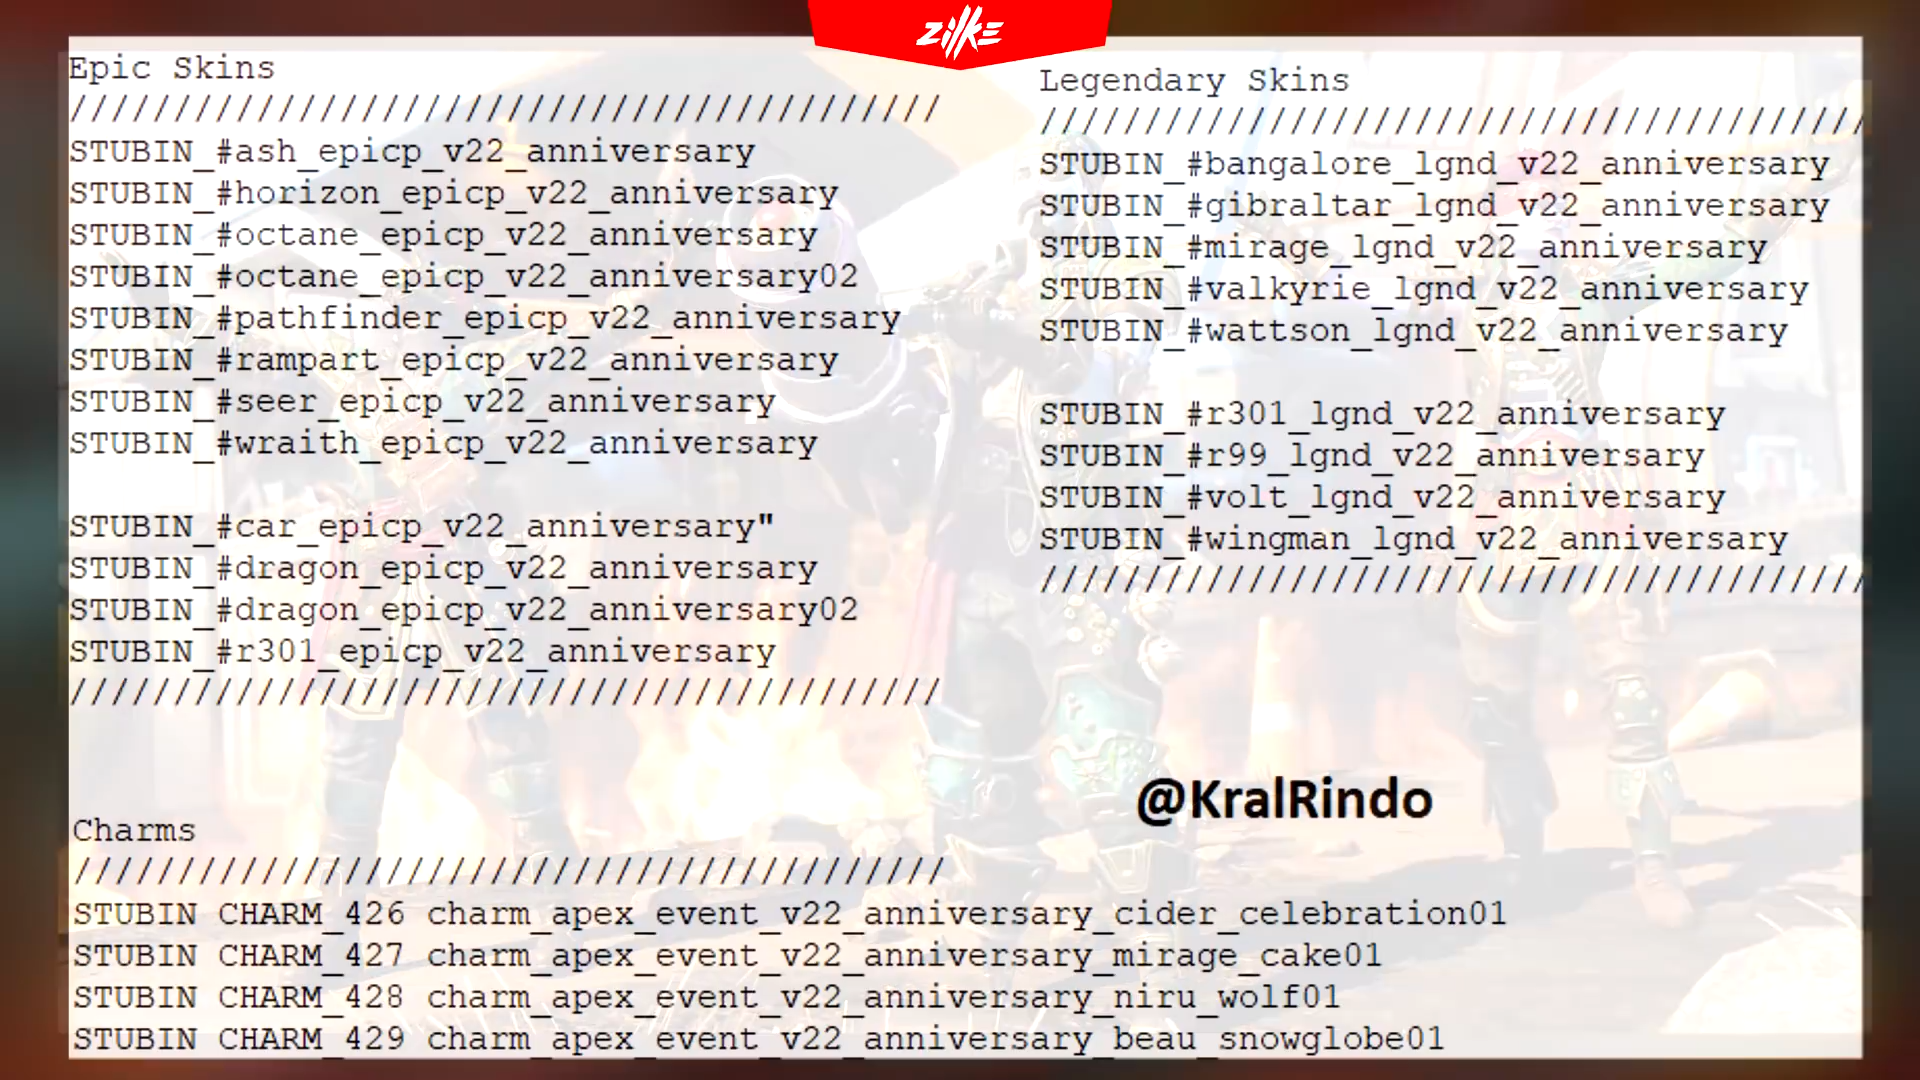 ZilKE
Epic Skins
//////////////////////////////////////////
STUBIN_#ash_epicp_v22_anniversary
STUBIN_#horizon_epicp_v22_anniversary
STUBIN_#octane_epicp_v22_anniversary
STUBIN_#octane_epicp_v22_anniversary02
STUBIN_#pathfinder_epicp_v22_anniversary
STUBIN_#rampart_epicp_v22_anniversary
STUBIN_#seer_epicp_v22_anniversary
STUBIN_#wraith_epicp_v22_anniversary
STUBIN_#car_epicp_v22_anniversary"
STUBIN_#dragon_epicp_v22_anniversary
STUBIN_#dragon_epicp_v22_anniversary02
STUBIN_#r301_epicp_v22_anniversary
//////////////////////////////////////////
Legendary Skins
////////////////////////////////////////
STUBIN_#bangalore_lgnd_v22_anniversary
STUBIN_#gibraltar_lgnd_v22_anniversary
STUBIN_#mirage_lgnd_v22_anniversary
STUBIN_#valkyrie_lgnd_v22_anniversary
STUBIN_#wattson_lgnd_v22_anniversary
STUBIN_#r301_lgnd_v22_anniversary
STUBIN_#r99_lgnd_v22_anniversary
STUBIN_#volt_lgnd_v22_anniversary
STUBIN_#wingman_lgnd_v22_anniversary
////////////////////////////////////////
@KralRindo
Charms
//////////////////////////////////////////
STUBIN CHARM_426 charm_apex_event_v22_anniversary_cider_celebration01
STUBIN CHARM_427 charm_apex_event_v22_anniversary_mirage_cake01
STUBIN CHARM_428 charm_apex_event_v22_anniversary_niru_wolf01
STUBIN CHARM_429 charm_apex_event_v22_anniversary_beau_snowglobe01